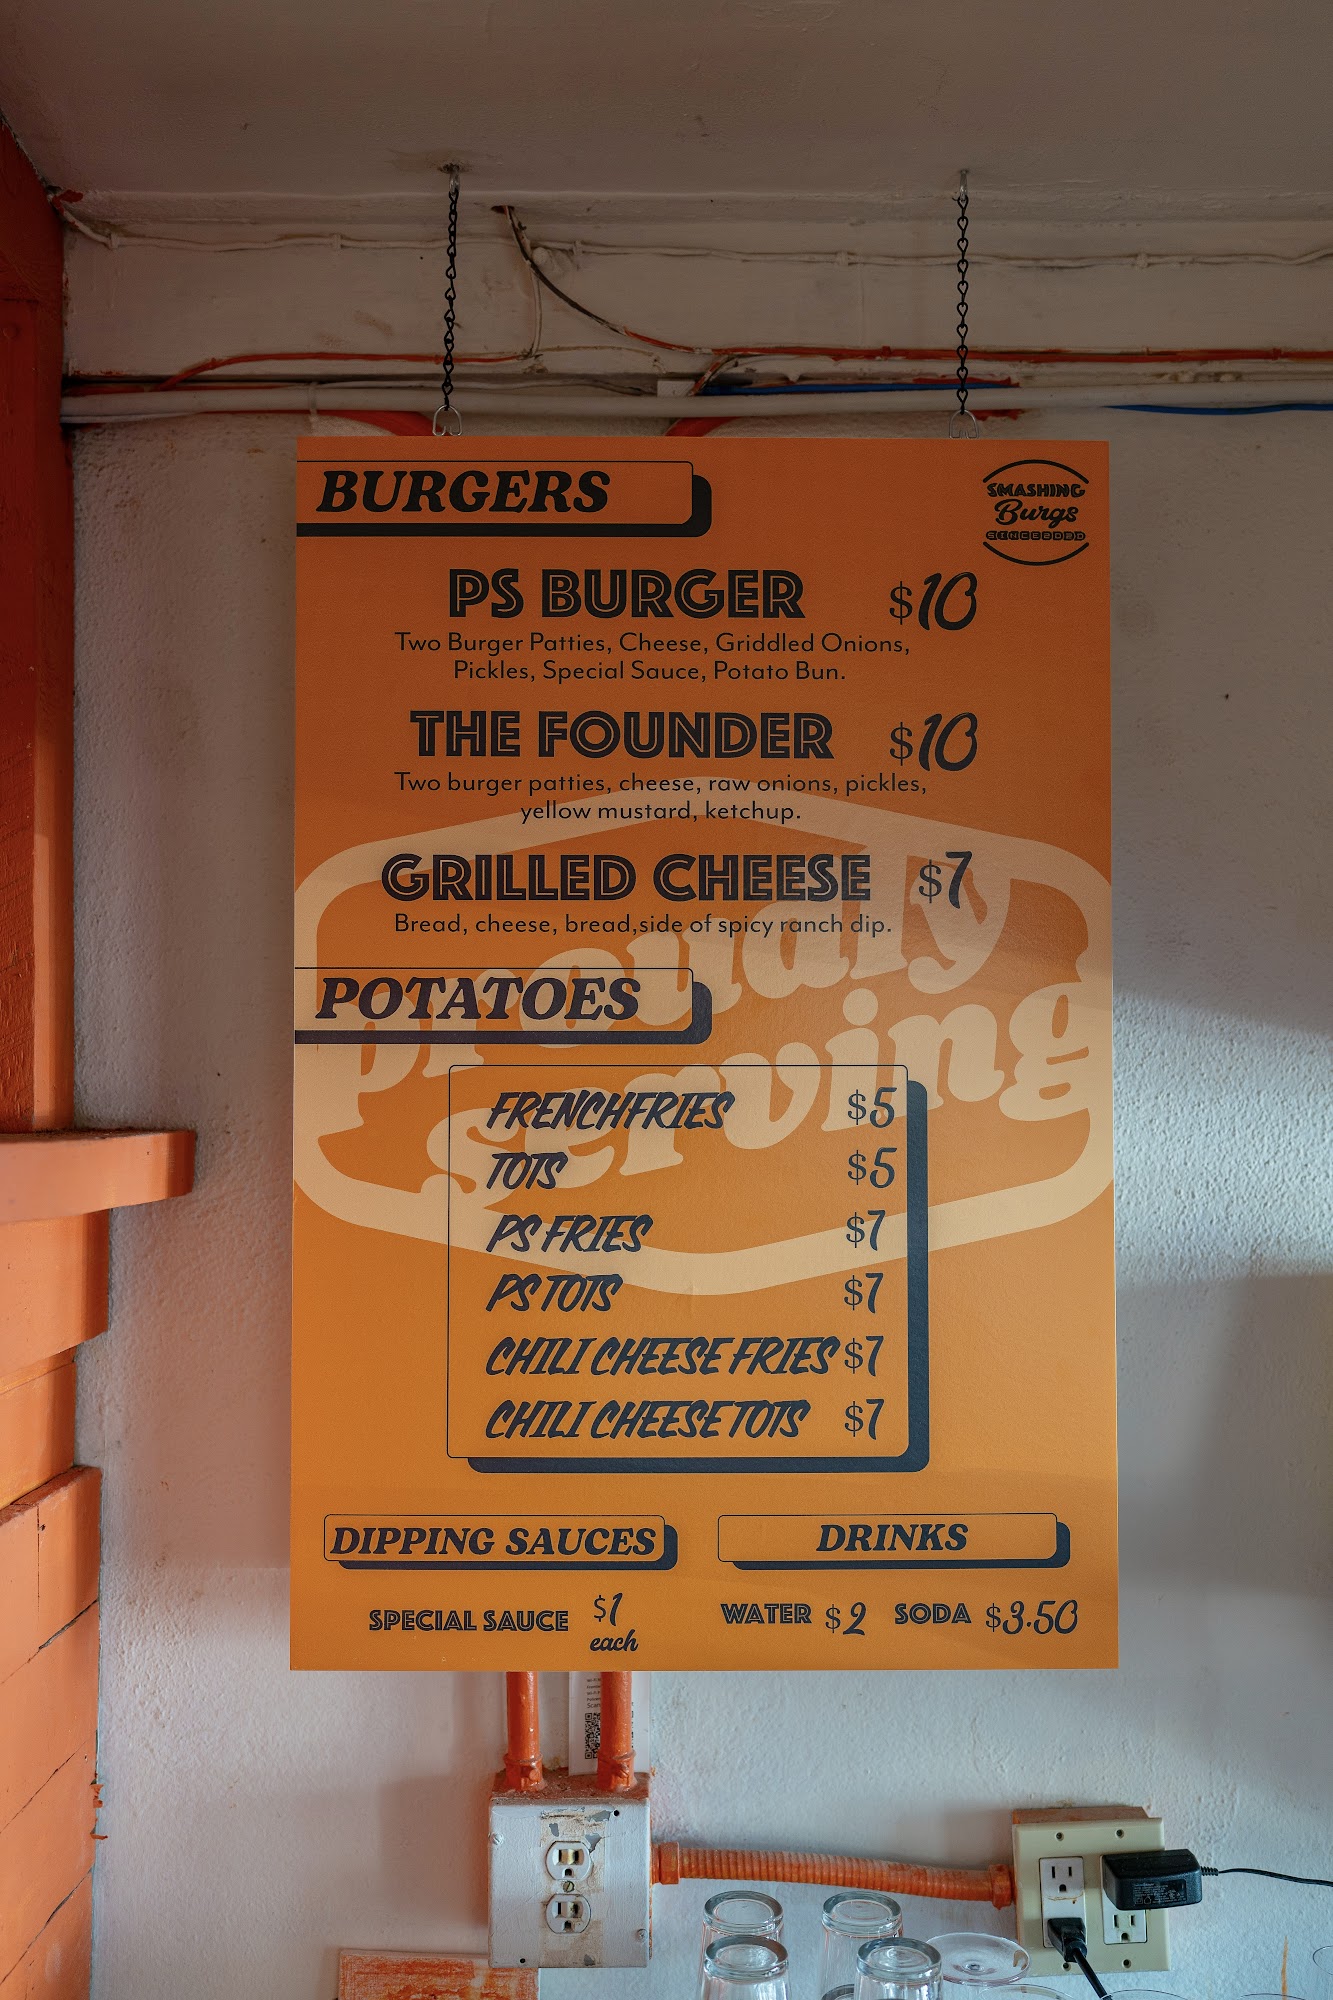 BURGERS
SMASHING
Burgs
SINCE2020
PS BURGER $10
Two Burger Patties, Cheese, Griddled Onions,
Pickles, Special Sauce, Potato Bun.
THE FOUNDER $10
Two burger patties, cheese, raw onions, pickles,
yellow mustard, ketchup.
GRILLED CHEESE $7
Bread, cheese, bread,side of spicy ranch dip.
proudly
serving
POTATOES
FRENCHFRIES $5
TOTS $5
PS FRIES $7
PS TOTS $7
CHILI CHEESE FRIES $7
CHILI CHEESE TOTS $7
DIPPING SAUCES
SPECIAL SAUCE $1
each
DRINKS
WATER $2 SODA $3.50